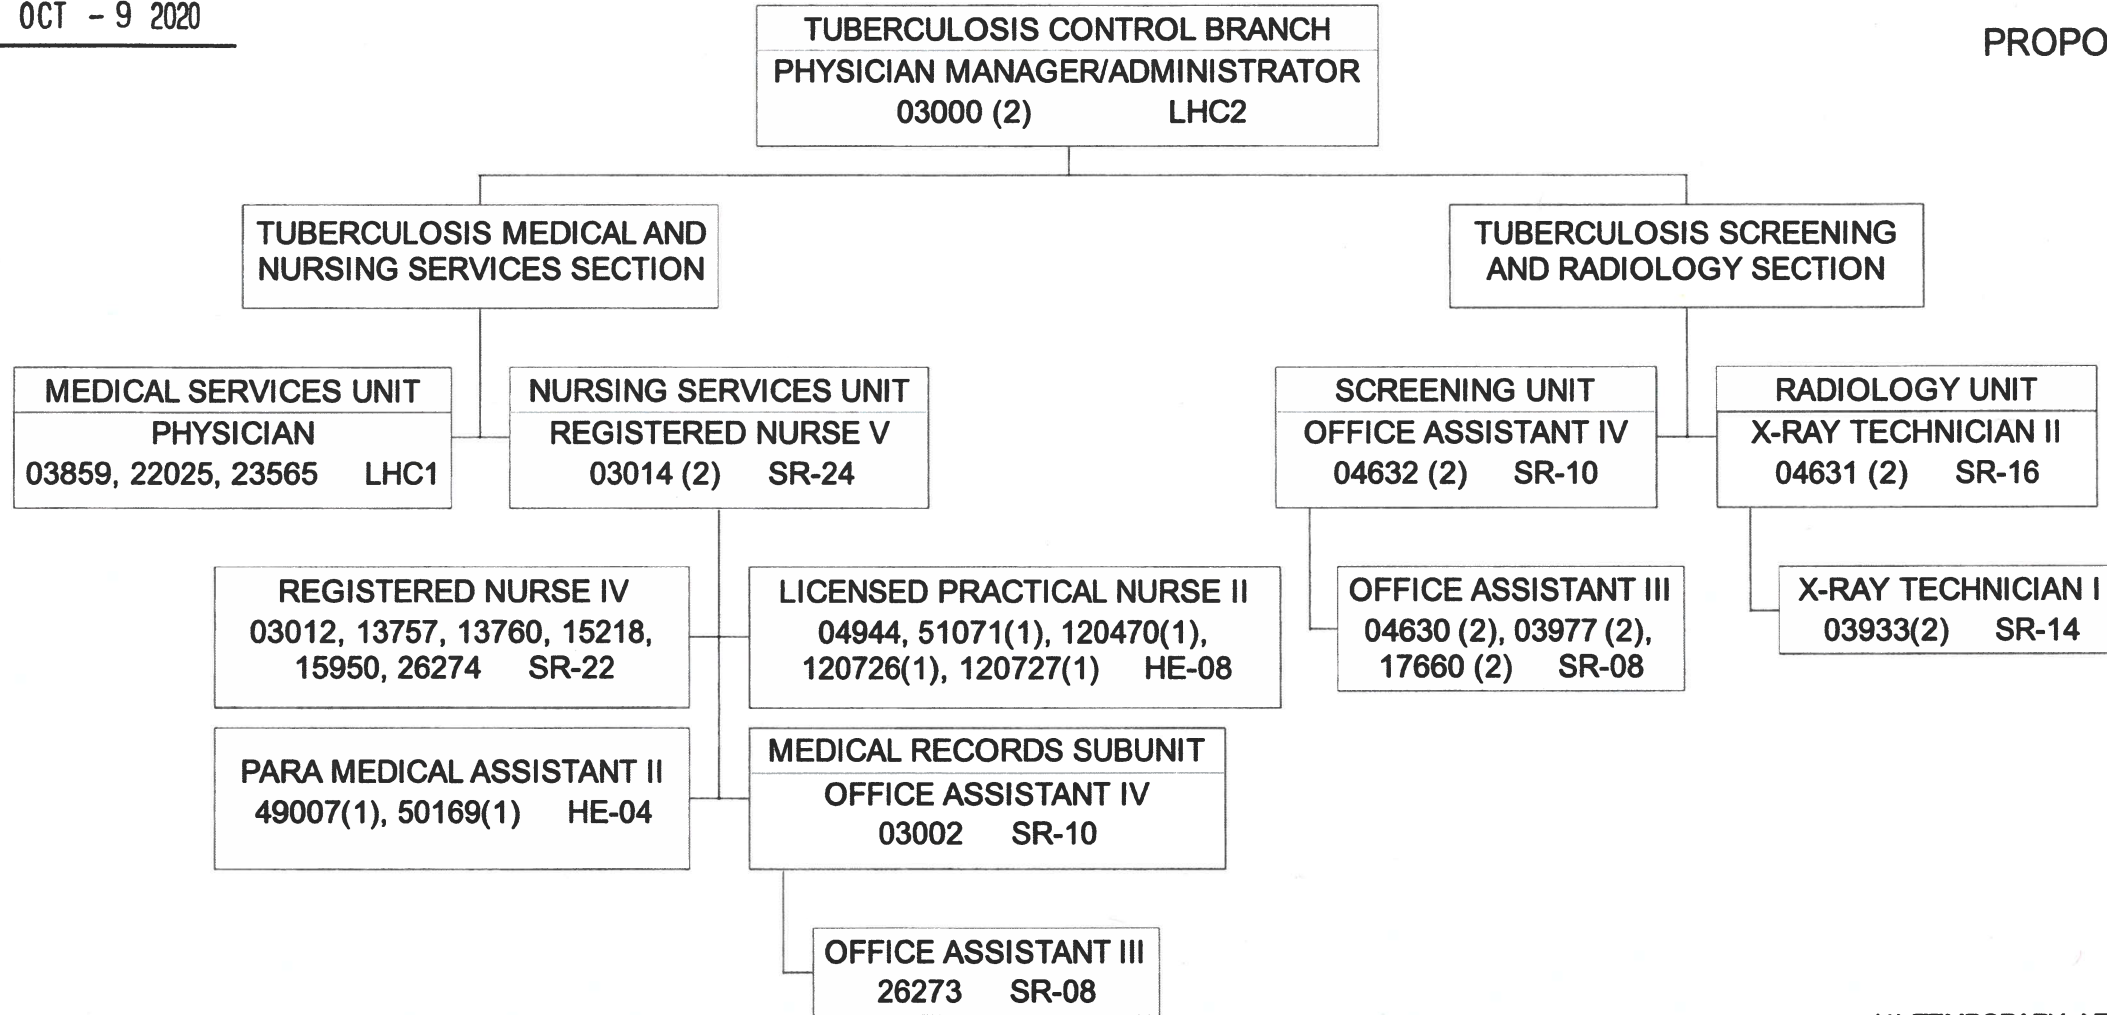 OCT - 9 2020
PROPO
TUBERCULOSIS CONTROL BRANCH
PHYSICIAN MANAGER/ADMINISTRATOR
03000 (2) LHC2
TUBERCULOSIS MEDICAL AND
NURSING SERVICES SECTION
TUBERCULOSIS SCREENING
AND RADIOLOGY SECTION
MEDICAL SERVICES UNIT
PHYSICIAN
03859, 22025, 23565 LHC1
NURSING SERVICES UNIT
REGISTERED NURSE V
03014 (2) SR-24
SCREENING UNIT
OFFICE ASSISTANT IV
04632 (2) SR-10
RADIOLOGY UNIT
X-RAY TECHNICIAN II
04631 (2) SR-16
REGISTERED NURSE IV
03012, 13757, 13760, 15218,
15950, 26274 SR-22
LICENSED PRACTICAL NURSE II
04944, 51071(1), 120470(1),
120726(1), 120727(1) HE-08
OFFICE ASSISTANT III
04630 (2), 03977 (2),
17660 (2) SR-08
X-RAY TECHNICIAN I
03933(2) SR-14
PARA MEDICAL ASSISTANT II
49007(1), 50169(1) HE-04
MEDICAL RECORDS SUBUNIT
OFFICE ASSISTANT IV
03002 SR-10
OFFICE ASSISTANT III
26273 SR-08